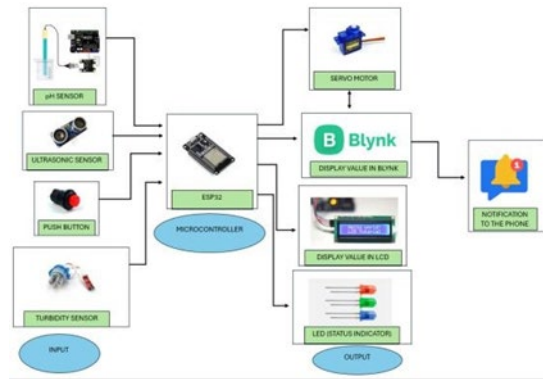 pH SENSOR
ULTRASONIC SENSOR
PUSH BUTTON
TURBIDITY SENSOR
INPUT
ESP32
MICROCONTROLLER
SERVO MOTOR
B Blynk
DISPLAY VALUE IN BLYNK
DISPLAY VALUE IN LCD
LED (STATUS INDICATOR)
OUTPUT
1
NOTIFICATION
TO THE PHONE